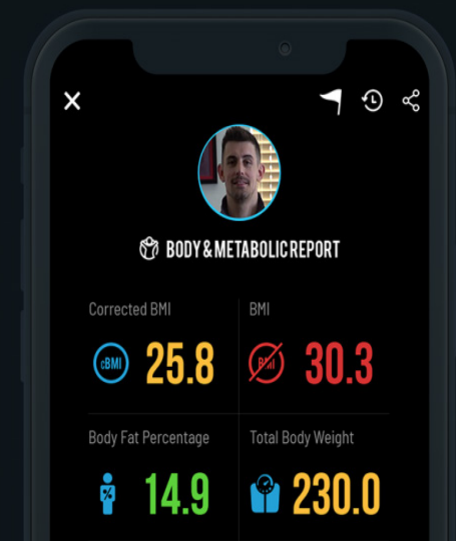 BODY & METABOLIC REPORT
Corrected BMI
BMI
cBMI 25.8
BMI 30.3
Body Fat Percentage
Total Body Weight
% 14.9
230.0